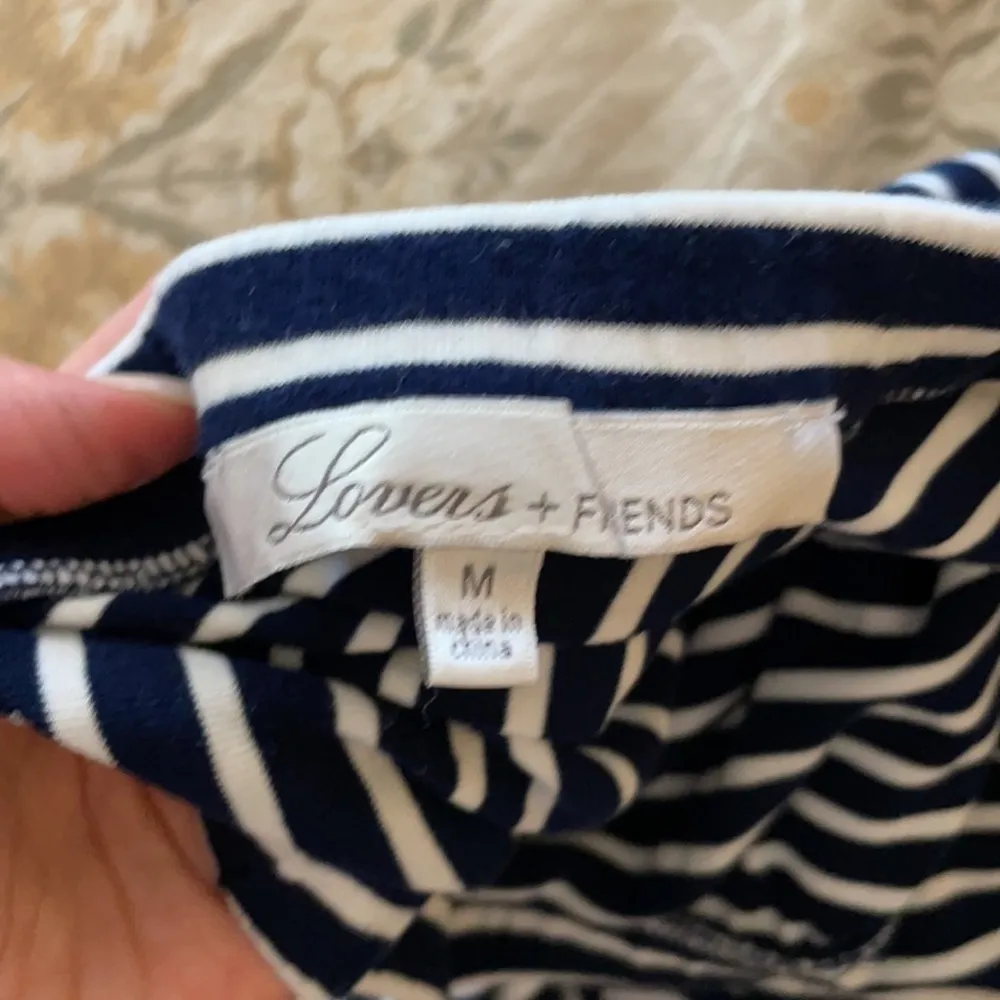 Lovers + FRIENDS
M
made in
china